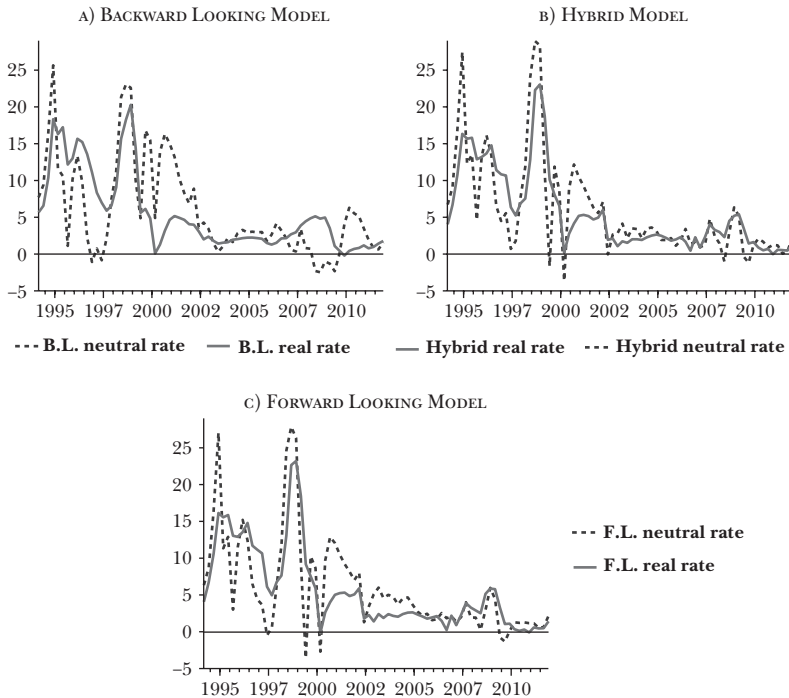 A) BACKWARD LOOKING MODEL
25
20
15
10
5
0
−5
1995 1997 2000 2002 2005 2007 2010
B.L. neutral rate B.L. real rate
B) HYBRID MODEL
25
20
15
10
5
0
−5
1995 1997 2000 2002 2005 2007 2010
Hybrid real rate Hybrid neutral rate
C) FORWARD LOOKING MODEL
25
20
15
10
5
0
−5
1995 1997 2000 2002 2005 2007 2010
F.L. neutral rate
F.L. real rate